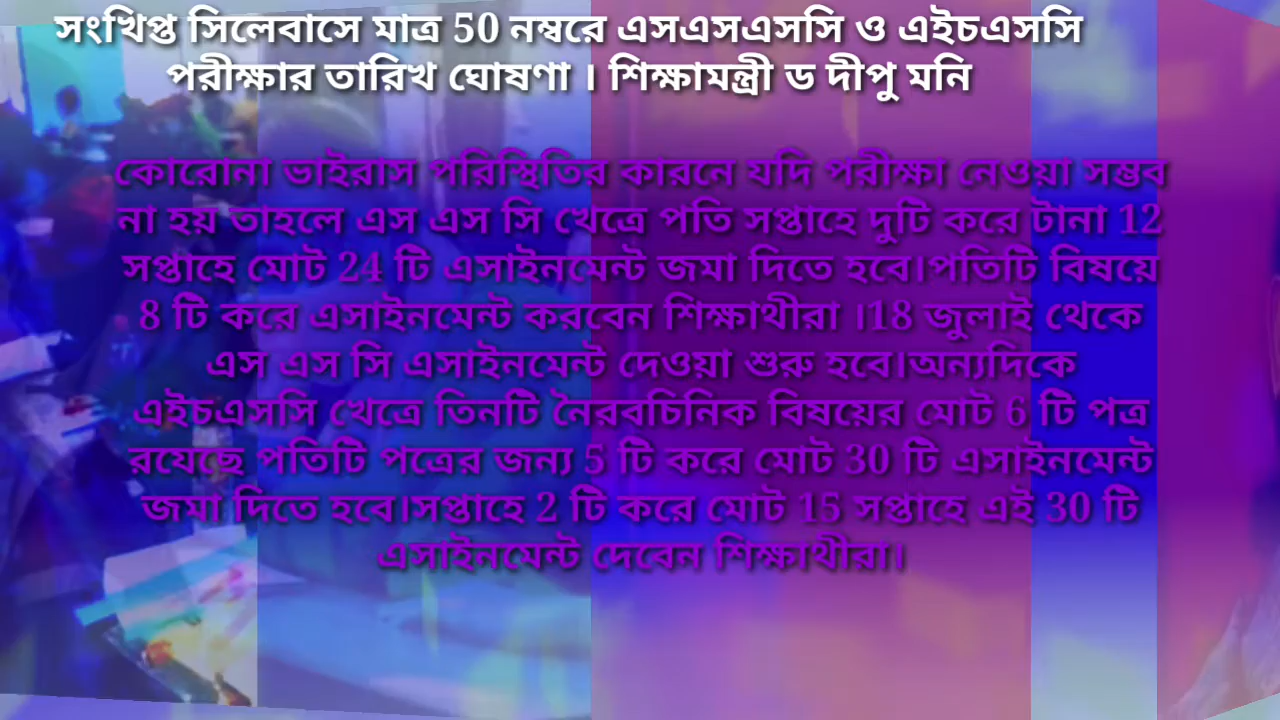 সংখিপ্ত সিলেবাসে মাত্র 50 নম্বরে এসএসএসসি ও এইচএসসি
পরীক্ষার তারিখ ঘোষণা । শিক্ষামন্ত্রী ড দীপু মনি
কোরোনা ভাইরাস পরিস্থিতির কারনে যদি পরীক্ষা নেওয়া সম্ভব
না হয় তাহলে এস এস সি খেত্রে পতি সপ্তাহে দুটি করে টানা 12
সপ্তাহে মোট 24 টি এসাইনমেন্ট জমা দিতে হবে।পতিটি বিষয়ে
8 টি করে এসাইনমেন্ট করবেন শিক্ষাথীরা ।18 জুলাই থেকে
এস এস সি এসাইনমেন্ট দেওয়া শুরু হবে।অন্যদিকে
এইচএসসি খেত্রে তিনটি নৈরবচিনিক বিষয়ের মোট 6 টি পত্র
রযেছে পতিটি পত্রের জন্য 5 টি করে মোট 30 টি এসাইনমেন্ট
জমা দিতে হবে।সপ্তাহে 2 টি করে মোট 15 সপ্তাহে এই 30 টি
এসাইনমেন্ট দেবেন শিক্ষাথীরা।